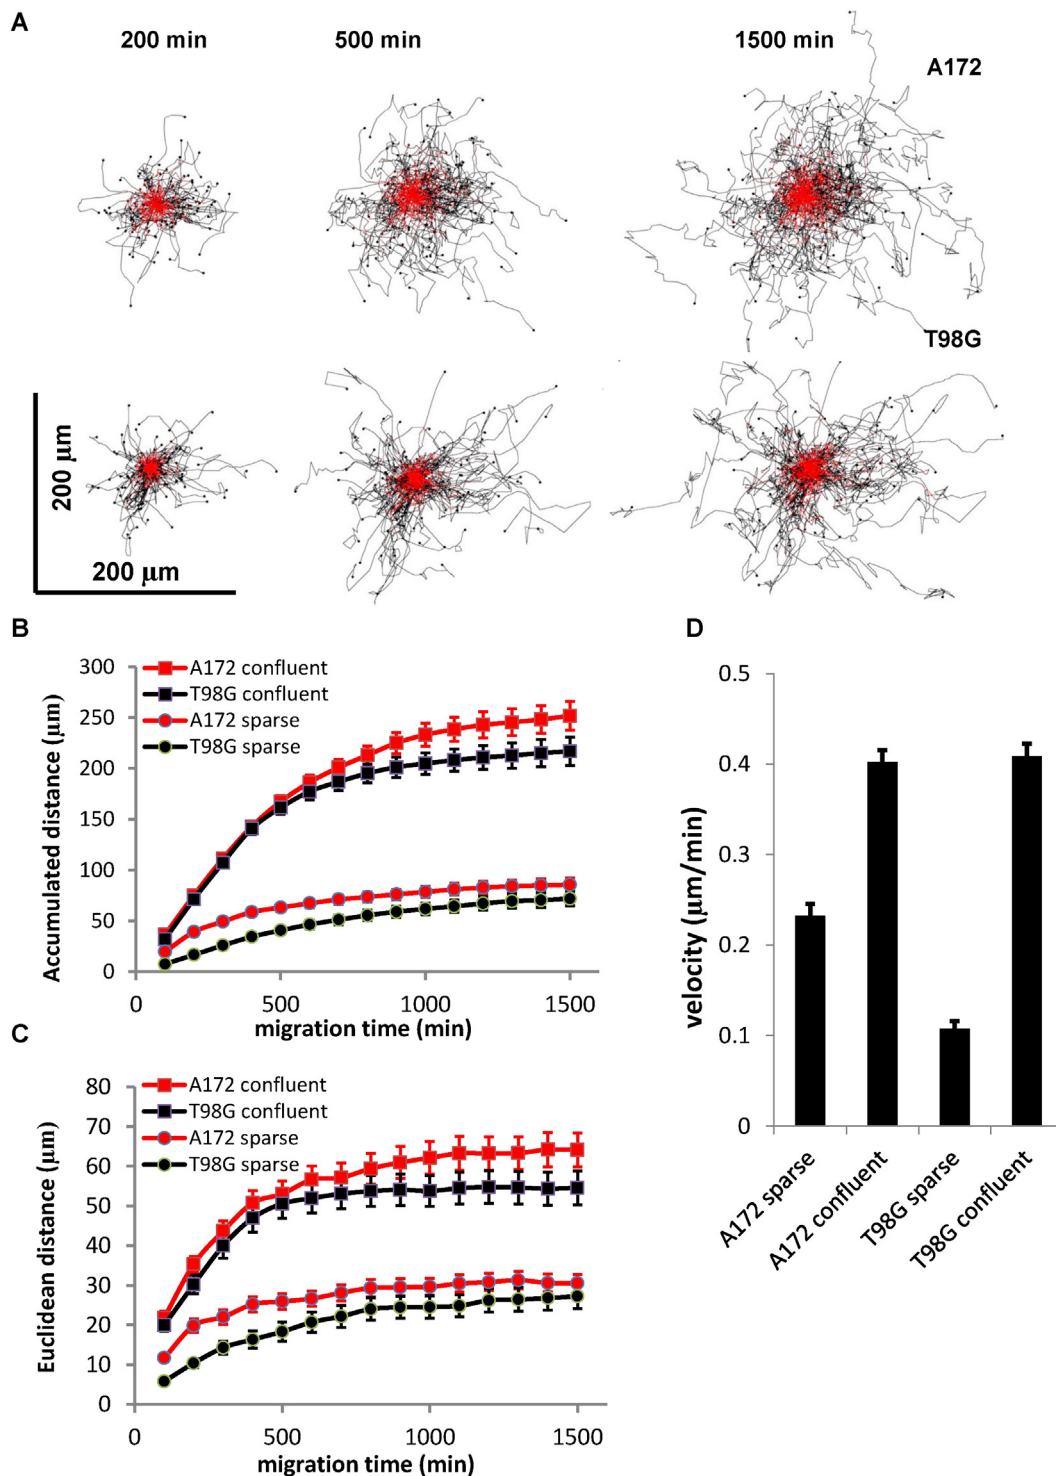 A
200 min
500 min
1500 min
A172
T98G
200 µm
200 µm
B
300
250
200
150
100
50
0
Accumulated distance (µm)
A172 confluent
T98G confluent
A172 sparse
T98G sparse
0
500
1000
1500
migration time (min)
C
80
70
60
50
40
30
20
10
0
Euclidean distance (µm)
A172 confluent
T98G confluent
A172 sparse
T98G sparse
0
500
1000
1500
migration time (min)
D
0.5
0.4
0.3
0.2
0.1
0
velocity (µm/min)
A172 sparse
A172 confluent
T98G sparse
T98G confluent